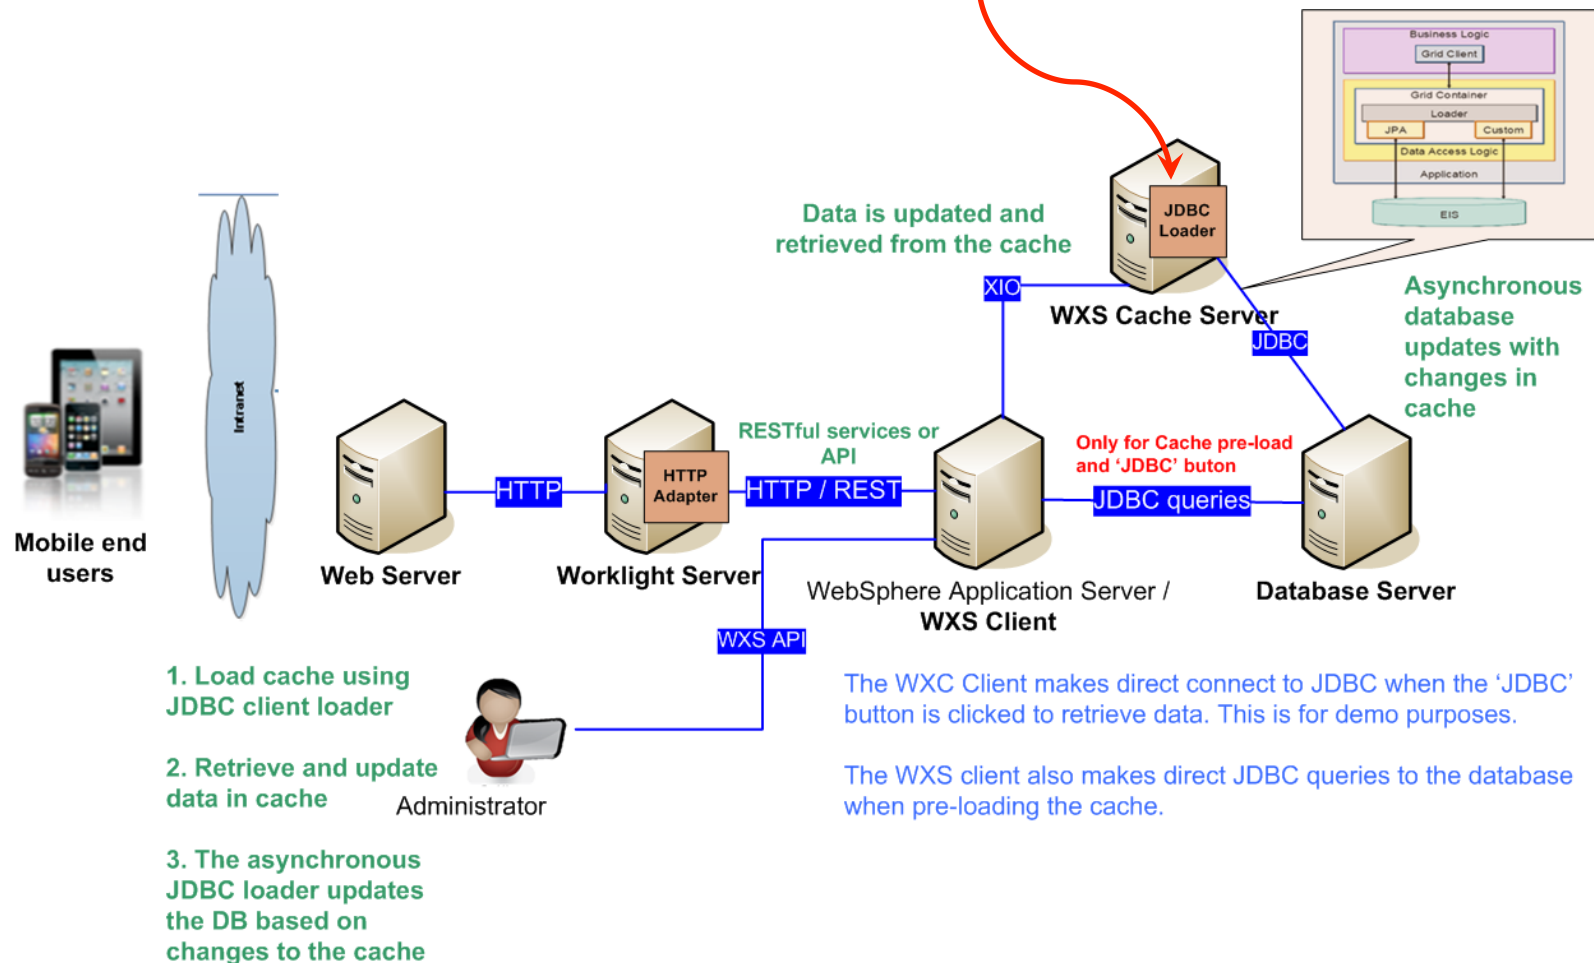 Business Logic
Grid Client
Grid Container
Loader
JPA
Custom
Data Access Logic
Application
EIS
Data is updated and
retrieved from the cache
JDBC
Loader
XIO
WXS Cache Server
JDBC
Asynchronous
database
updates with
changes in
cache
Intranet
Mobile end
users
Web Server
HTTP
HTTP
Adapter
Worklight Server
RESTful services or
API
HTTP / REST
WebSphere Application Server /
WXS Client
Only for Cache pre-load
and ‘JDBC’ buton
JDBC queries
Database Server
WXS API
Administrator
1. Load cache using
JDBC client loader
2. Retrieve and update
data in cache
3. The asynchronous
JDBC loader updates
the DB based on
changes to the cache
The WXC Client makes direct connect to JDBC when the ‘JDBC’
button is clicked to retrieve data. This is for demo purposes.
The WXS client also makes direct JDBC queries to the database
when pre-loading the cache.